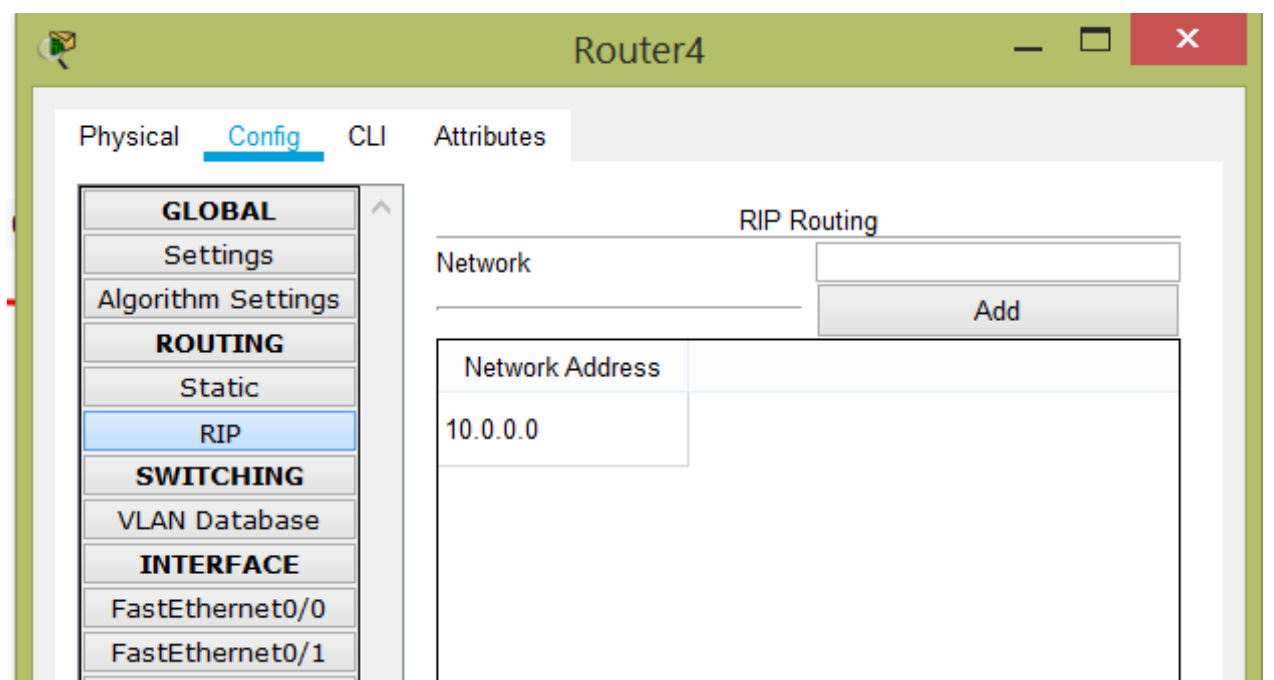 Router4
Physical Config CLI Attributes
GLOBAL
Settings
Algorithm Settings
ROUTING
Static
RIP
SWITCHING
VLAN Database
INTERFACE
FastEthernet0/0
FastEthernet0/1
RIP Routing
Network
Add
Network Address
10.0.0.0